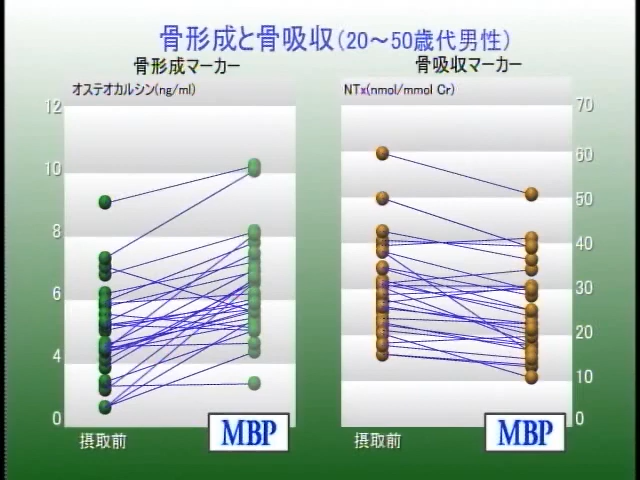 骨形成と骨吸収(20〜50歳代男性)
骨形成マーカー
オステオカルシン(ng/ml)
12
10
8
6
4
0
摂取前
MBP
骨吸収マーカー
NTx(nmol/mmol Cr)
70
60
50
40
30
20
10
0
摂取前
MBP